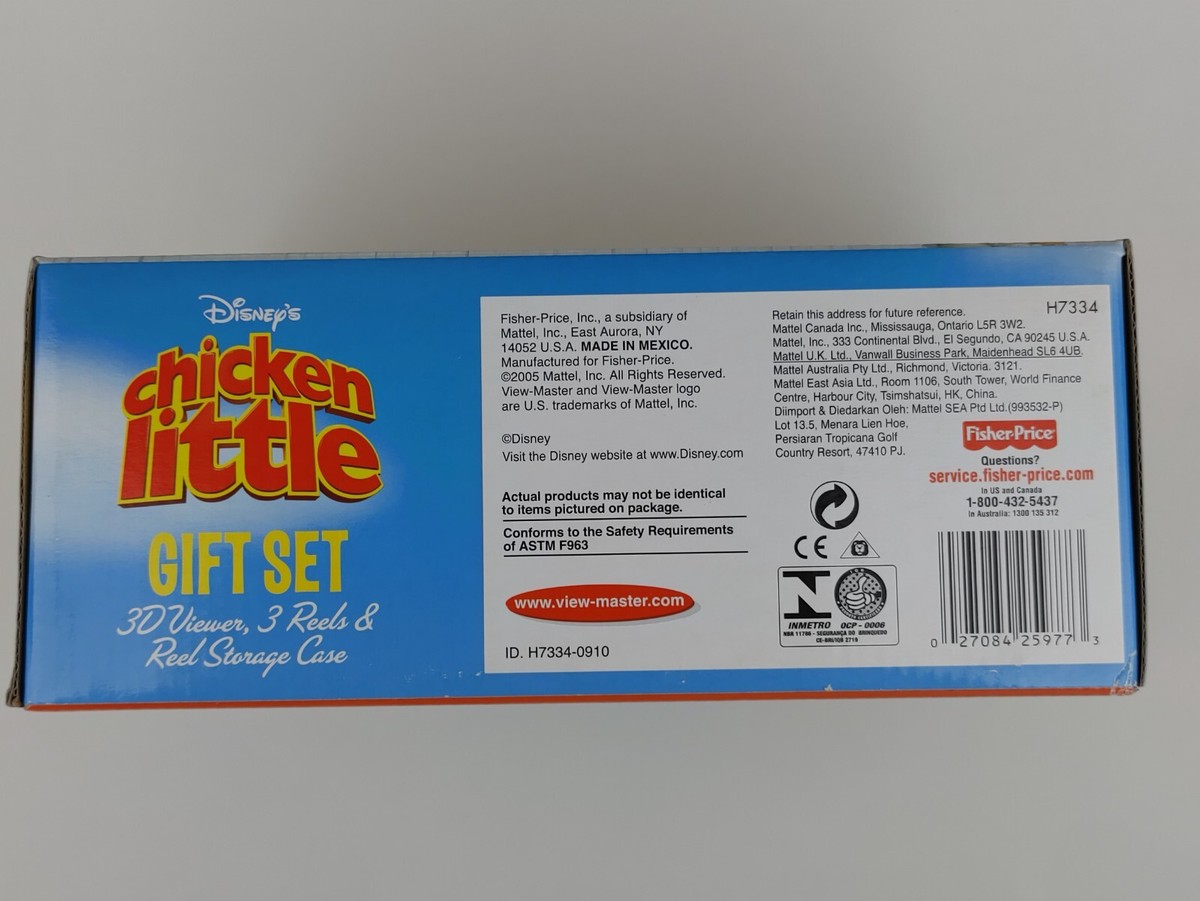 Disney's
chicken
little
GIFT SET
3D Viewer, 3 Reels &
Reel Storage Case
Fisher-Price, Inc., a subsidiary of
Mattel, Inc., East Aurora, NY
14052 U.S.A. MADE IN MEXICO.
Manufactured for Fisher-Price.
©2005 Mattel, Inc. All Rights Reserved.
View-Master and View-Master logo
are U.S. trademarks of Mattel, Inc.
©Disney
Visit the Disney website at www.Disney.com
Actual products may not be identical
to items pictured on package.
Conforms to the Safety Requirements
of ASTM F963
www.view-master.com
ID. H7334-0910
H7334
Retain this address for future reference.
Mattel Canada Inc., Mississauga, Ontario L5R 3W2.
Mattel, Inc., 333 Continental Blvd., El Segundo, CA 90245 U.S.A.
Mattel U.K. Ltd., Vanwall Business Park, Maidenhead SL6 4UB.
Mattel Australia Pty Ltd., Richmond, Victoria. 3121.
Mattel East Asia Ltd., Room 1106, South Tower, World Finance
Centre, Harbour City, Tsimshatsui, HK, China.
Diimport & Diedarkan Oleh: Mattel SEA Ptd Ltd.(993532-P)
Lot 13.5, Menara Lien Hoe,
Persiaran Tropicana Golf
Country Resort, 47410 PJ.
Fisher-Price
Questions?
service.fisher-price.com
In US and Canada
1-800-432-5437
In Australia: 1300 135 312
CE
N
INMETRO OCP - 0006
NBR 11786 - SEGURANÇA DO BRINQUEDO
CE-BRI/IQB 2716
0 27084 25977 3